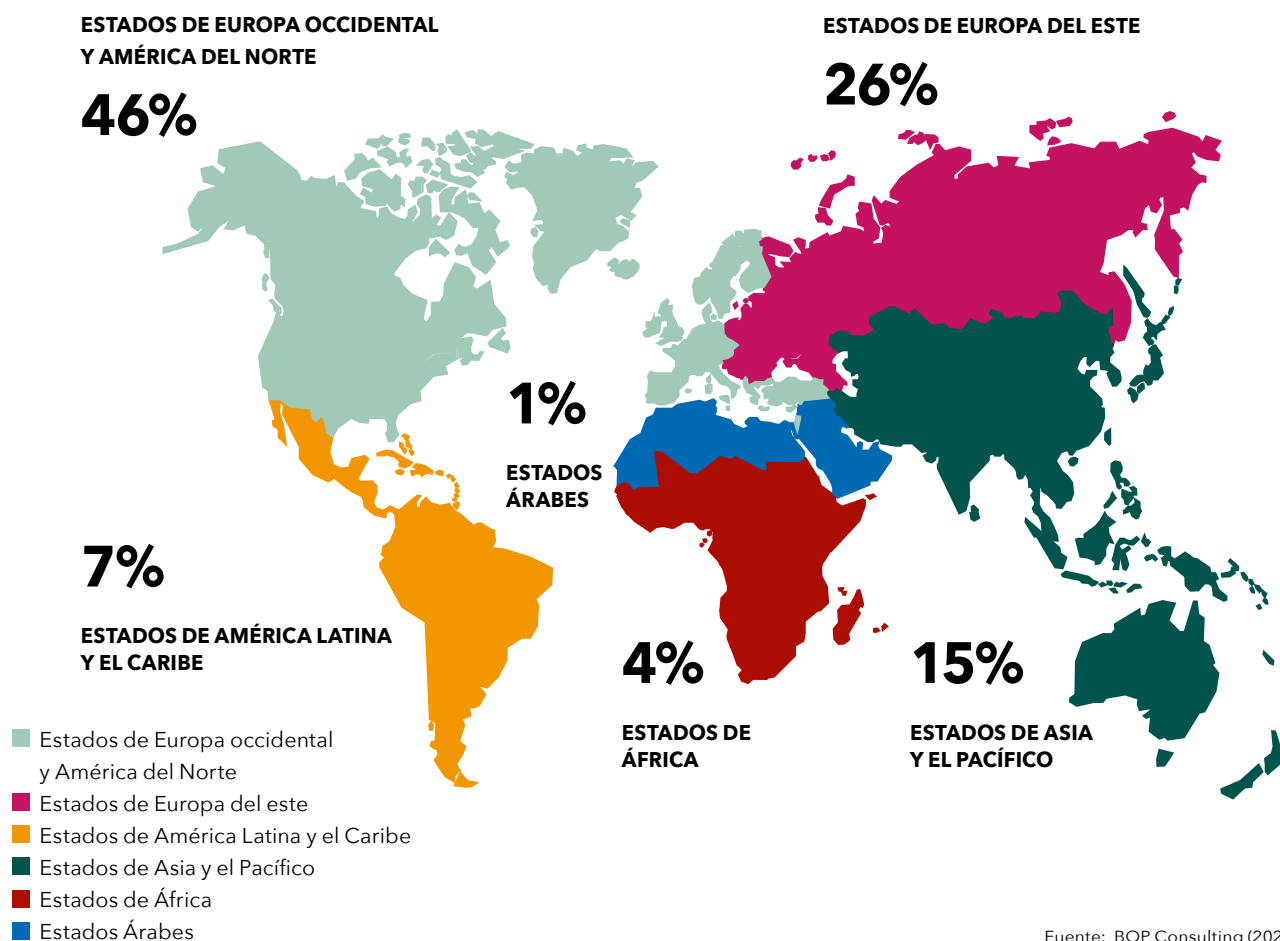 ESTADOS DE EUROPA OCCIDENTAL
Y AMÉRICA DEL NORTE
46%
ESTADOS DE EUROPA DEL ESTE
26%
1%
ESTADOS
ÁRABES
7%
ESTADOS DE AMÉRICA LATINA
Y EL CARIBE
4%
ESTADOS DE
ÁFRICA
15%
ESTADOS DE ASIA
Y EL PACÍFICO
Estados de Europa occidental
y América del Norte
Estados de Europa del este
Estados de América Latina y el Caribe
Estados de Asia y el Pacífico
Estados de África
Estados Árabes
Fuente: BOP Consulting